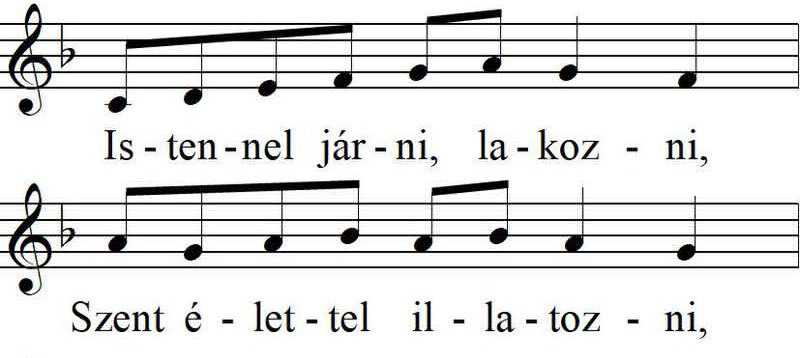 Is - ten - nel jár - ni, la - koz - ni,
Szent é - let - tel il - la - toz - ni,